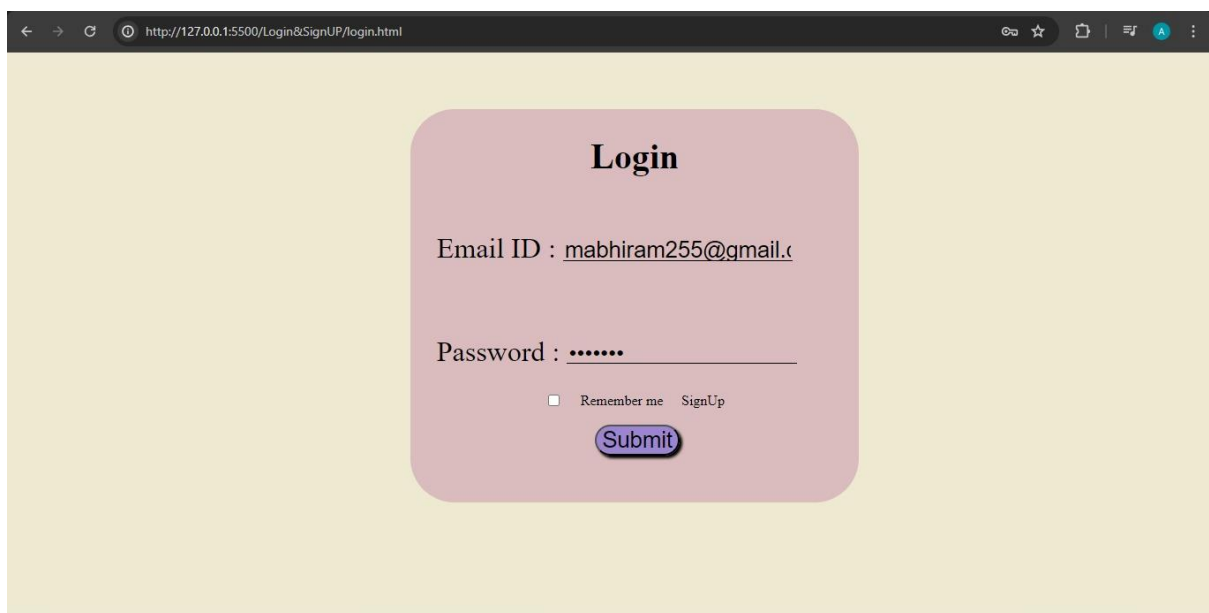 http://127.0.0.1:5500/Login&SignUP/login.html
A
Login
Email ID : mabhiram255@gmail.c
Password : •••••••
Remember me SignUp
Submit